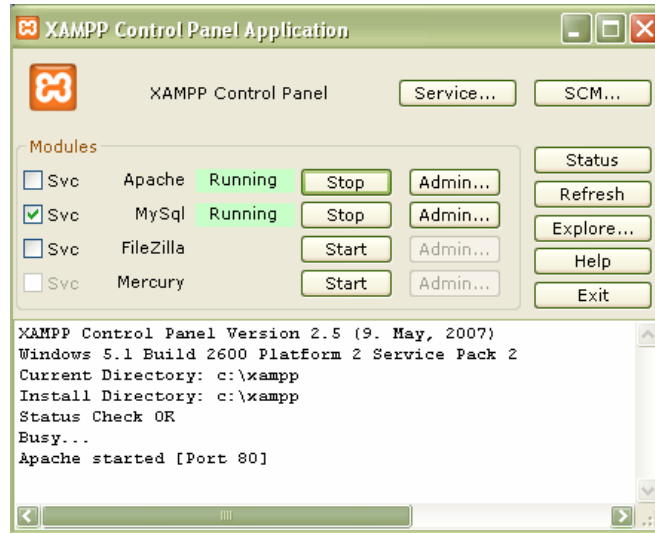 XAMPP Control Panel Application
XAMPP Control Panel Service... SCM...
Modules
Svc Apache Running Stop Admin...
Svc MySql Running Stop Admin...
Svc FileZilla Start Admin...
Svc Mercury Start Admin...
Status
Refresh
Explore...
Help
Exit
XAMPP Control Panel Version 2.5 (9. May, 2007)
Windows 5.1 Build 2600 Platform 2 Service Pack 2
Current Directory: c:\xampp
Install Directory: c:\xampp
Status Check OK
Busy...
Apache started [Port 80]